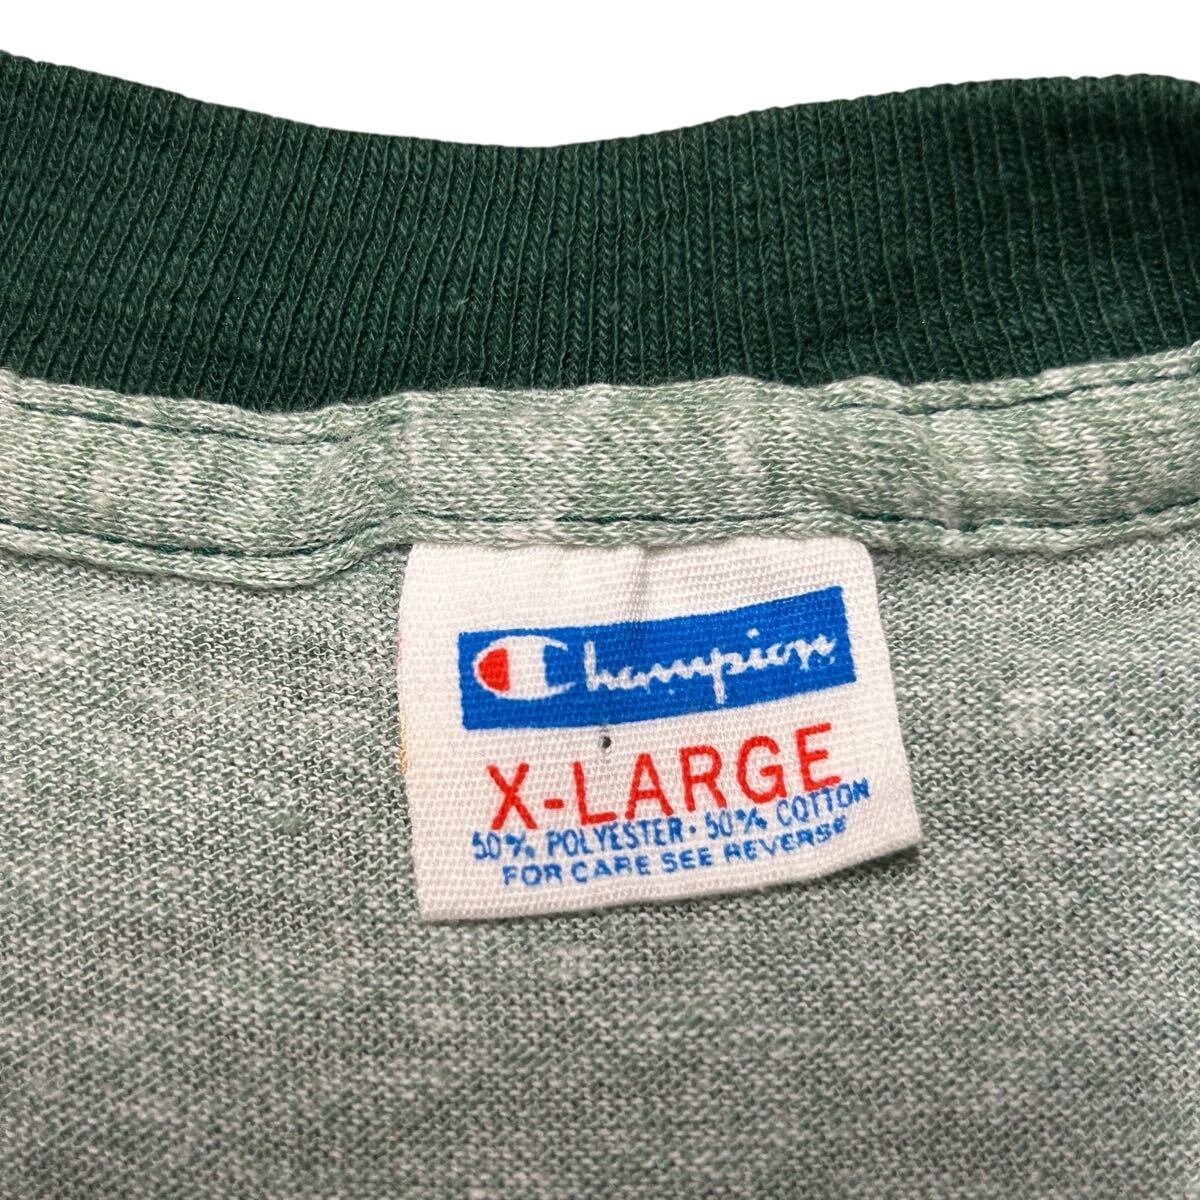 Champion
X-LARGE
50% POLYESTER · 50% COTTON
FOR CARE SEE REVERSE